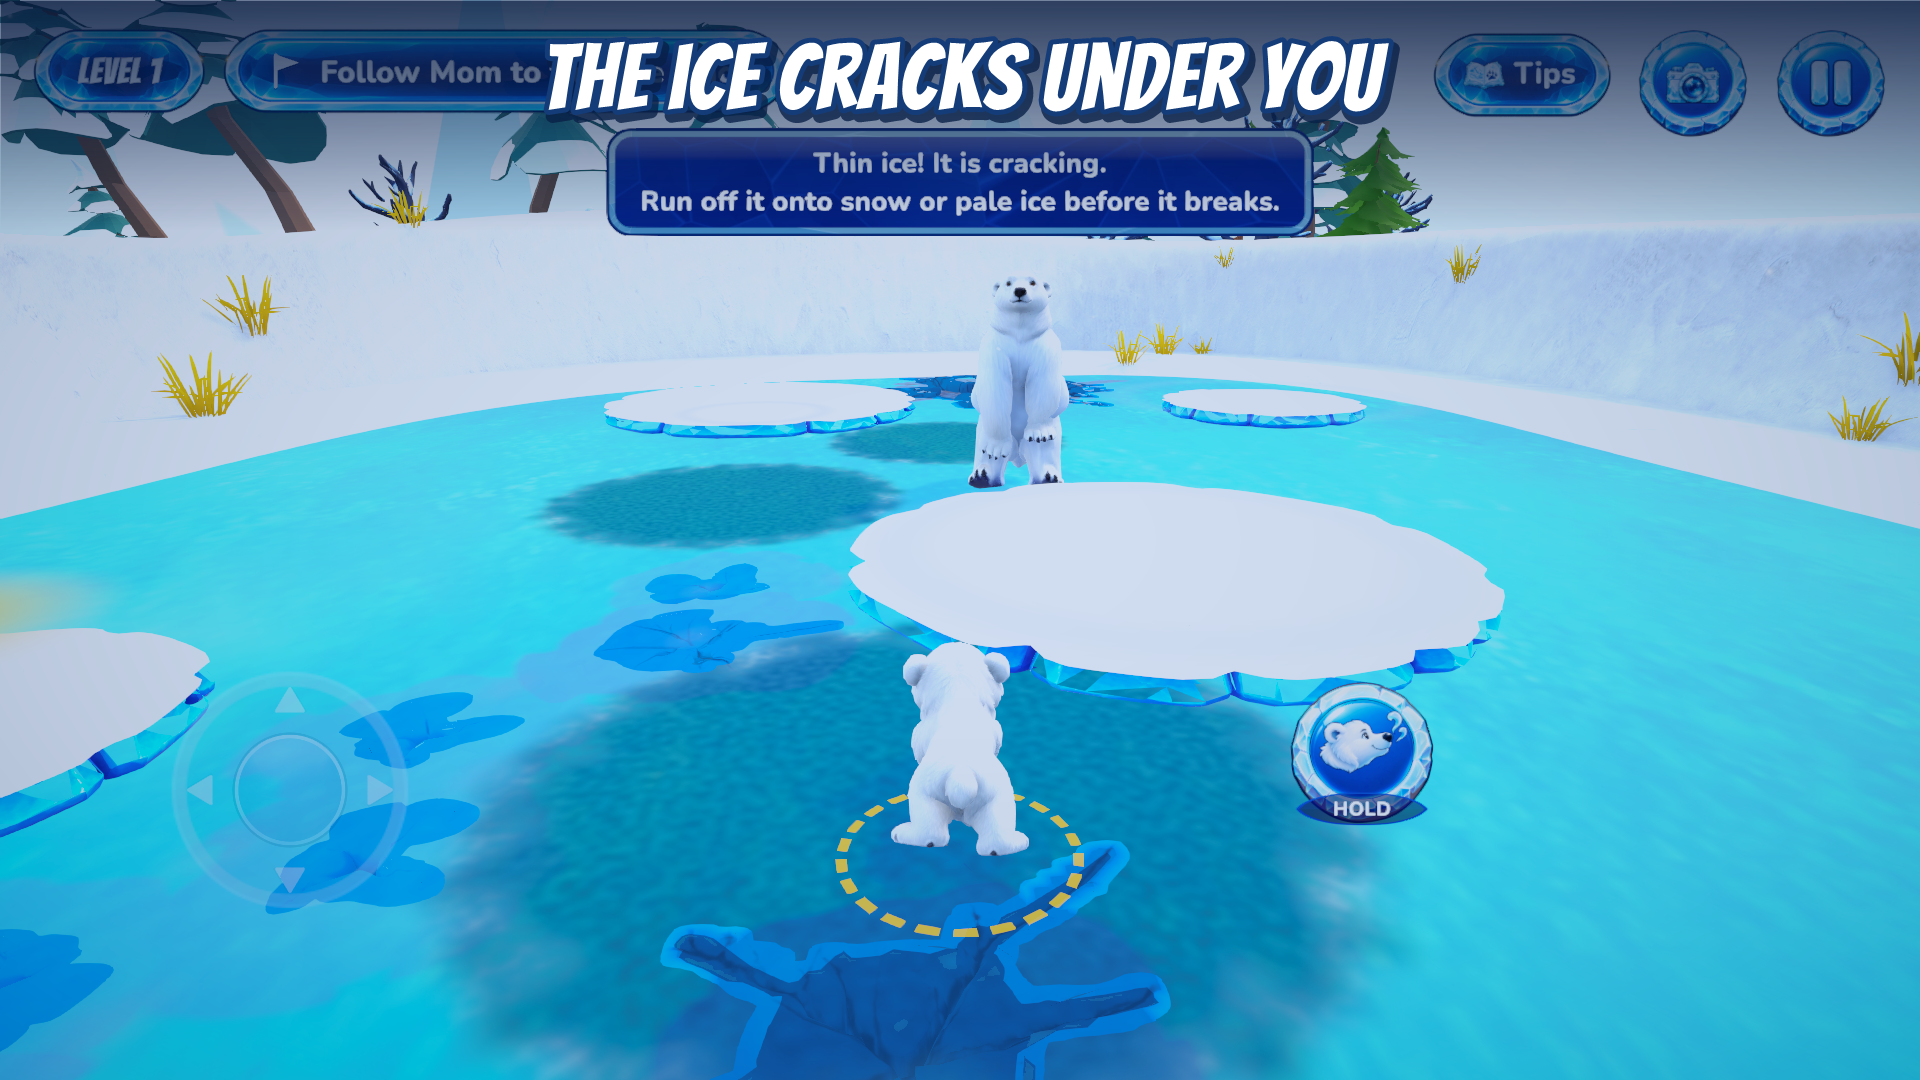 THE ICE CRACKS UNDER YOU
LEVEL 1
Follow Mom to
Tips
Thin ice! It is cracking.
Run off it onto snow or pale ice before it breaks.
HOLD